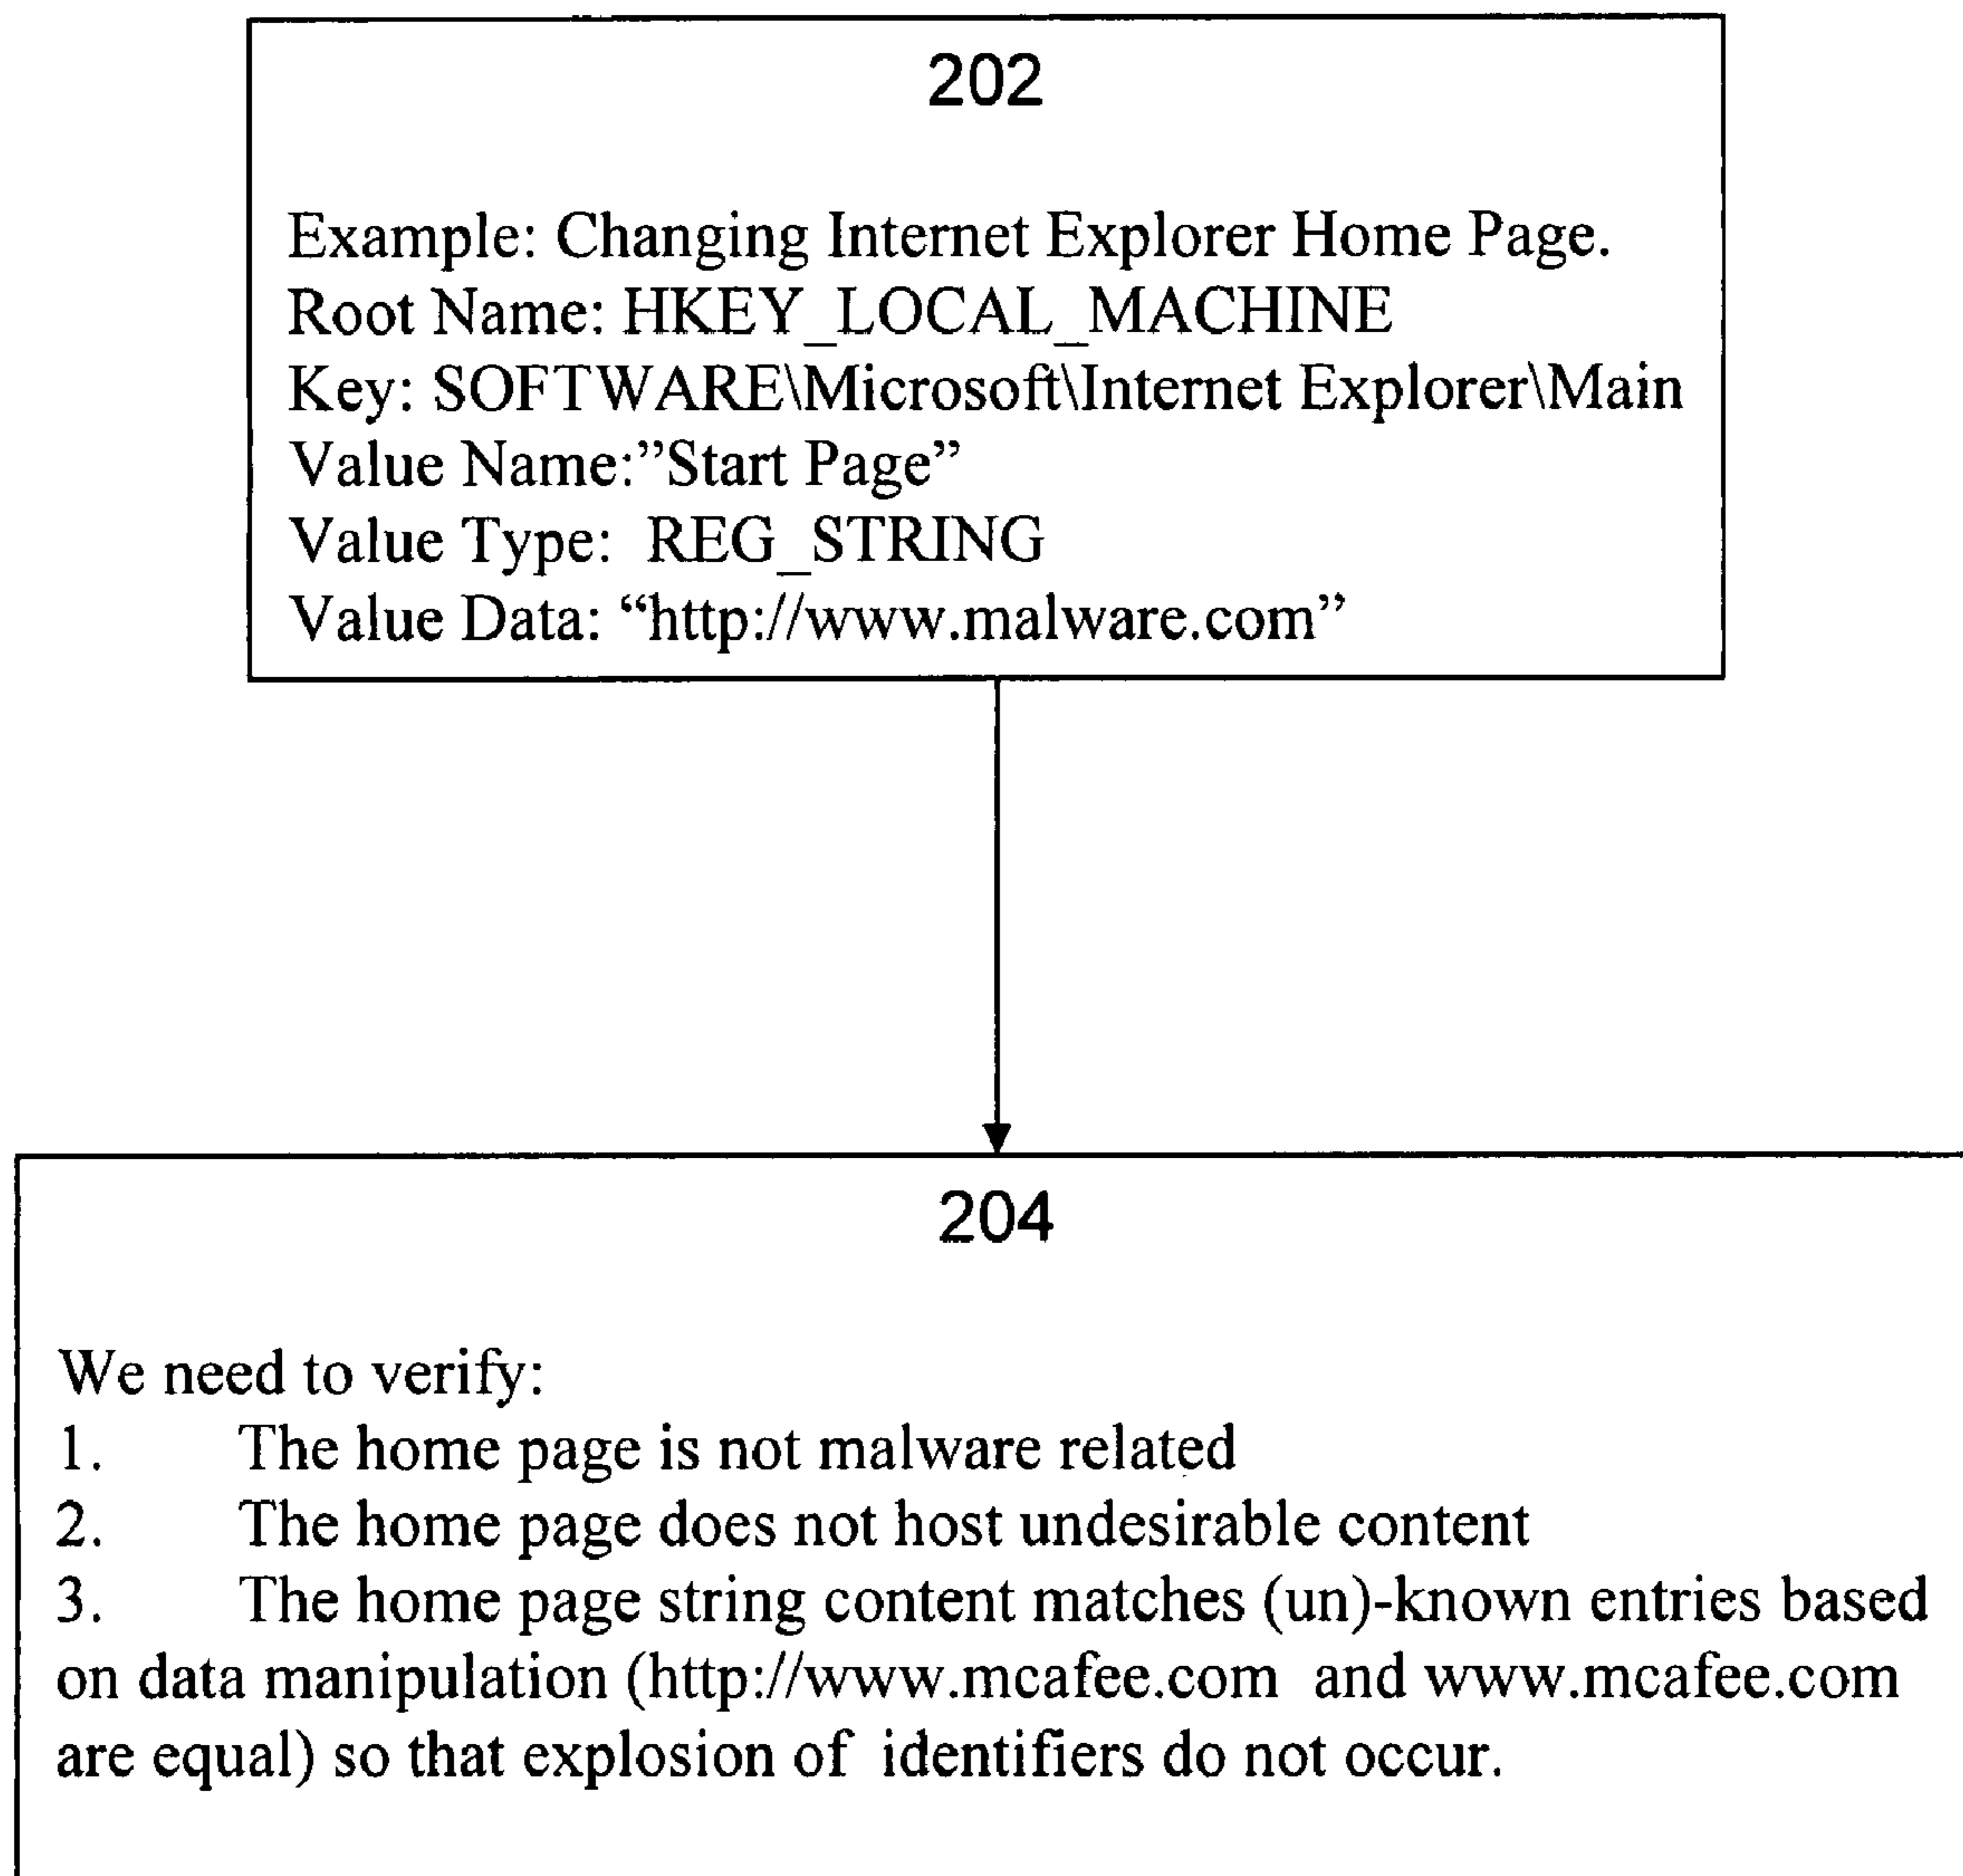 202
Example: Changing Internet Explorer Home Page.
Root Name: HKEY_LOCAL_MACHINE
Key: SOFTWARE\Microsoft\Internet Explorer\Main
Value Name:”Start Page”
Value Type: REG_STRING
Value Data: “http://www.malware.com”
204
We need to verify:
1. The home page is not malware related
2. The home page does not host undesirable content
3. The home page string content matches (un)-known entries based
on data manipulation (http://www.mcafee.com and www.mcafee.com
are equal) so that explosion of identifiers do not occur.